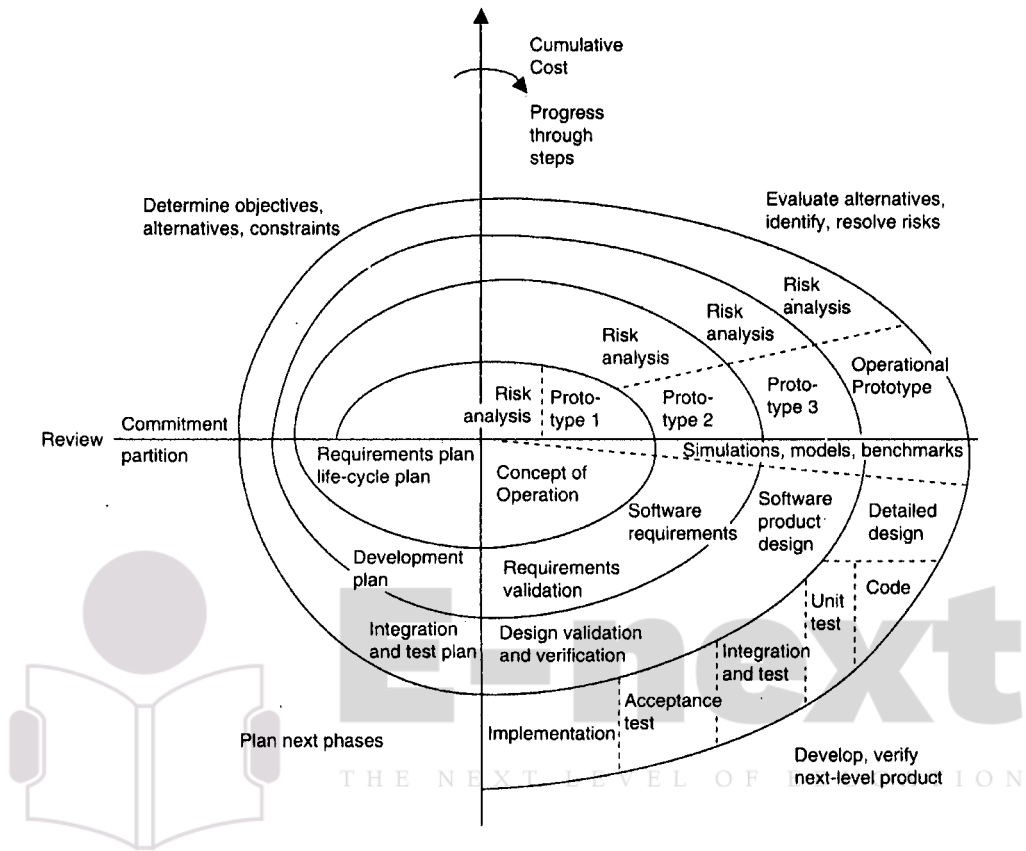 Cumulative
Cost
Progress
through
steps
Determine objectives,
alternatives, constraints
Evaluate alternatives,
identify, resolve risks
Risk
analysis
Risk
analysis
Risk
analysis
Operational
Prototype
Risk
analysis
Proto-
type 1
Proto-
type 2
Proto-
type 3
Review
Commitment
partition
Simulations, models, benchmarks
Requirements plan
life-cycle plan
Concept of
Operation
Software
requirements
Software
product
design
Detailed
design
Development
plan
Requirements
validation
Unit
test
Code
Integration
and test plan
Design validation
and verification
Integration
and test
Acceptance
test
Implementation
Plan next phases
Develop, verify
next-level product
E-next
THE NEXT LEVEL OF EDUCATION